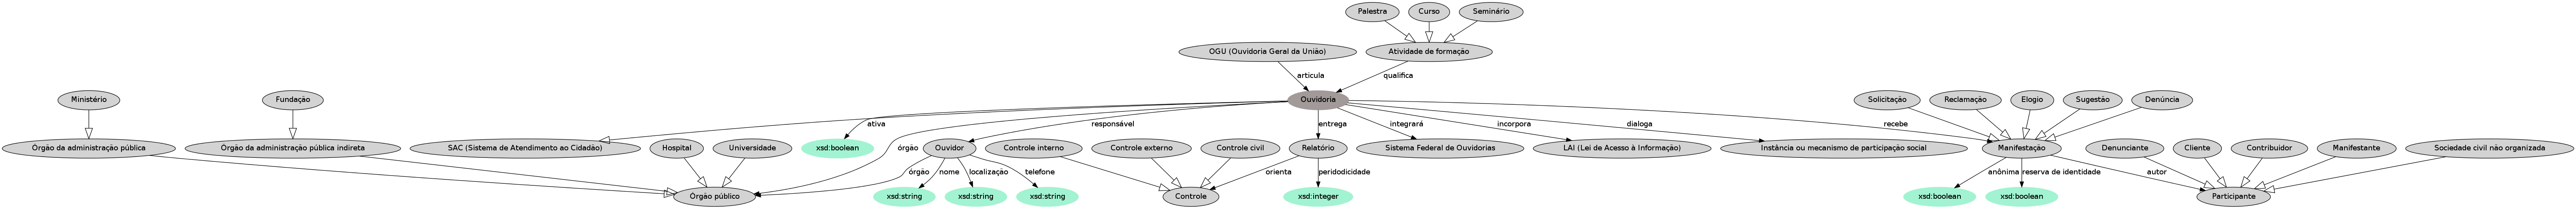 Palestra
Curso
Seminário
OGU (Ouvidoria Geral da União)
Atividade de formação
articula
qualifica
Ministério
Fundação
Ouvidoria
Solicitação
Reclamação
Elogio
Sugestão
Denúncia
ativa
responsável
entrega
integrará
incorpora
dialoga
recebe
Órgão da administração pública
Órgão da administração pública indireta
SAC (Sistema de Atendimento ao Cidadão)
Hospital
Universidade
xsd:boolean
órgão
Ouvidor
Controle interno
Controle externo
Controle civil
Relatório
Sistema Federal de Ouvidorias
LAI (Lei de Acesso à Informação)
Instância ou mecanismo de participação social
Manifestação
Denunciante
Cliente
Contribuidor
Manifestante
Sociedade civil não organizada
órgão
nome
localização
telefone
orienta
peridodicidade
anônima
reserva de identidade
autor
Órgão público
xsd:string
xsd:string
xsd:string
Controle
xsd:integer
xsd:boolean
xsd:boolean
Participante